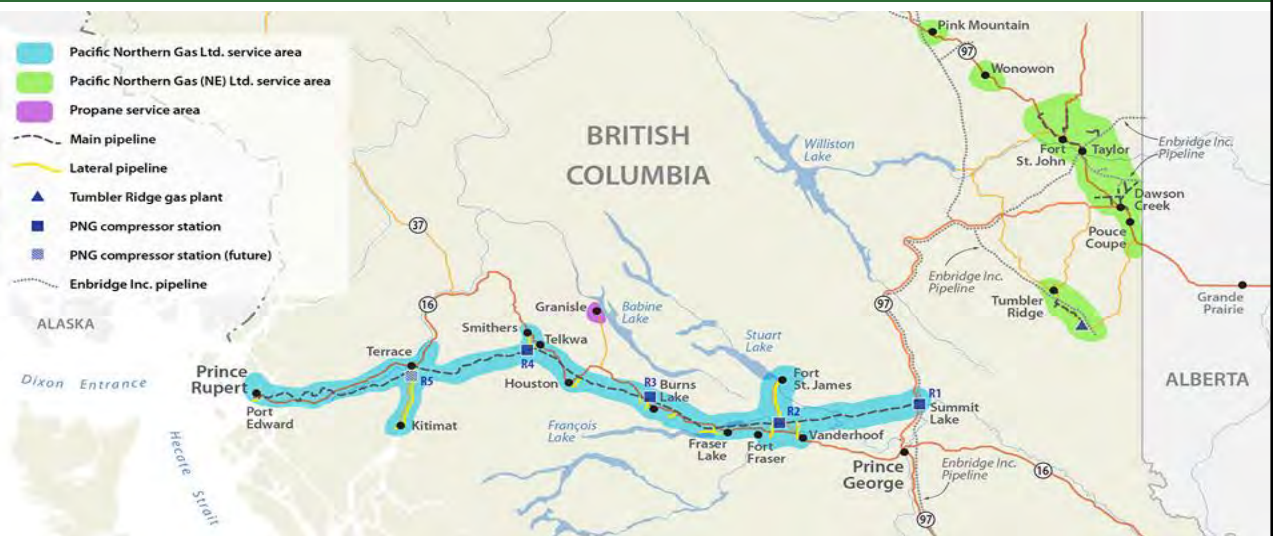 Pacific Northern Gas Ltd. service area
Pacific Northern Gas (NE) Ltd. service area
Propane service area
Main pipeline
Lateral pipeline
Tumbler Ridge gas plant
PNG compressor station
PNG compressor station (future)
Enbridge Inc. pipeline
Pink Mountain
97
Wonowon
BRITISH
COLUMBIA
Williston
Lake
Fort
St. John
Taylor
Enbridge Inc.
Pipeline
Dawson
Creek
Pouce
Coupe
37
Enbridge Inc.
Pipeline
Tumbler
Ridge
Grande
Prairie
16
97
Granisle
Babine
Lake
ALASKA
Smithers
Telkwa
R4
Stuart
Lake
Terrace
R5
Prince
Rupert
Dixon Entrance
Houston
R3
Burns
Lake
Fort
St. James
R1
Summit
Lake
ALBERTA
Port
Edward
Kitimat
François
Lake
R2
Fraser
Lake
Fort
Fraser
Vanderhoof
Prince
George
Hecate Strait
Enbridge Inc.
Pipeline
16
97